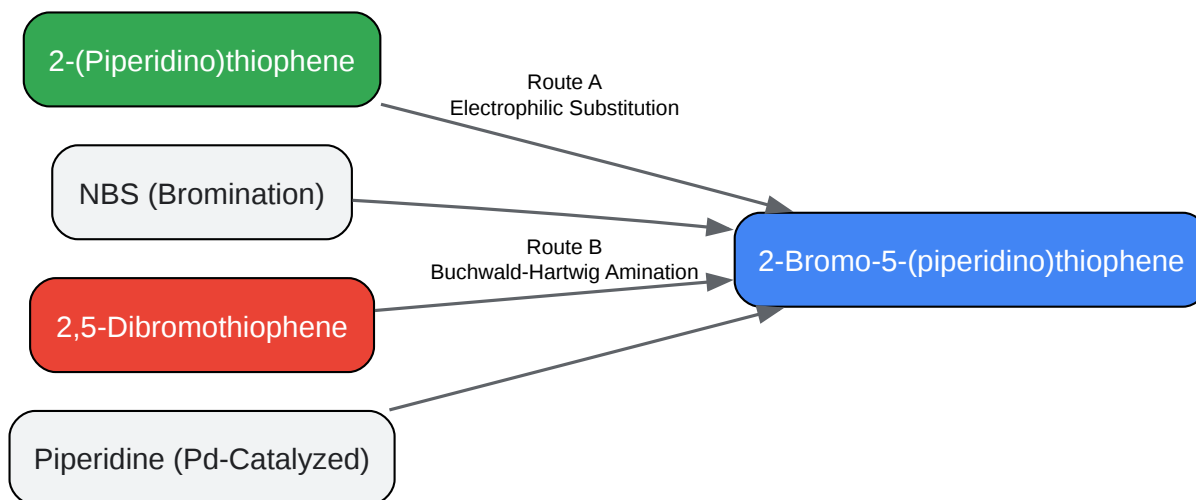 2-(Piperidino)thiophene
Route A
Electrophilic Substitution
NBS (Bromination)
Route B
Buchwald-Hartwig Amination
2-Bromo-5-(piperidino)thiophene
2,5-Dibromothiophene
Piperidine (Pd-Catalyzed)